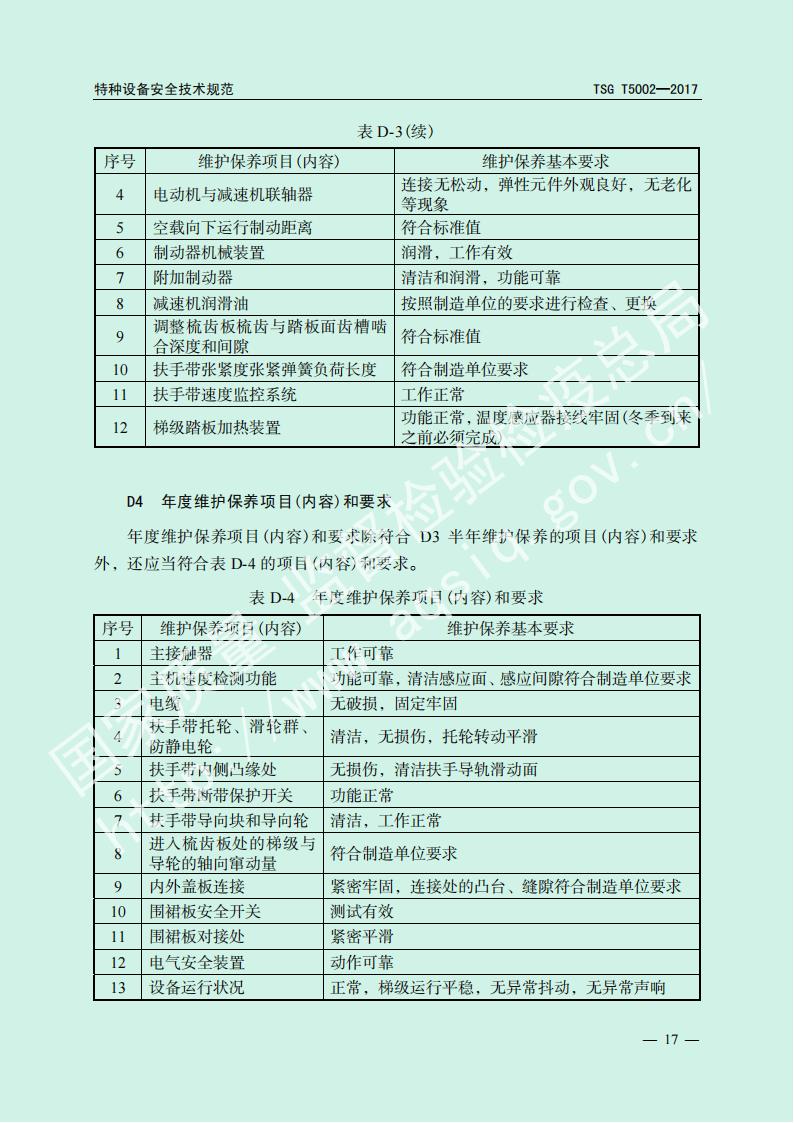 特种设备安全技术规范 TSG T5002—2017
表 D-3(续)
序号 维护保养项目(内容) 维护保养基本要求
4 电动机与减速机联轴器 连接无松动，弹性元件外观良好，无老化
等现象
5 空载向下运行制动距离 符合标准值
6 制动器机械装置 润滑，工作有效
7 附加制动器 清洁和润滑，功能可靠
8 减速机润滑油 按照制造单位的要求进行检查、更换
9 调整梳齿板梳齿与踏板面齿槽啮
合深度和间隙 符合标准值
10 扶手带张紧度张紧弹簧负荷长度 符合制造单位要求
11 扶手带速度监控系统 工作正常
12 梯级踏板加热装置 功能正常，温度感应器接线牢固(冬季到来
之前必须完成)
D4 年度维护保养项目(内容)和要求
年度维护保养项目(内容)和要求除符合 D3 半年维护保养的项目(内容)和要求
外，还应当符合表 D-4 的项目(内容)和要求。
表 D-4 年度维护保养项目(内容)和要求
序号 维护保养项目(内容) 维护保养基本要求
1 主接触器 工作可靠
2 主机速度检测功能 功能可靠，清洁感应面、感应间隙符合制造单位要求
3 电缆 无破损，固定牢固
4 扶手带托轮、滑轮群、
防静电轮 清洁，无损伤，托轮转动平滑
5 扶手带内侧凸缘处 无损伤，清洁扶手导轨滑动面
6 扶手带断带保护开关 功能正常
7 扶手带导向块和导向轮 清洁，工作正常
8 进入梳齿板处的梯级与
导轮的轴向窜动量 符合制造单位要求
9 内外盖板连接 紧密牢固，连接处的凸台、缝隙符合制造单位要求
10 围裙板安全开关 测试有效
11 围裙板对接处 紧密平滑
12 电气安全装置 动作可靠
13 设备运行状况 正常，梯级运行平稳，无异常抖动，无异常声响
— 17 —
国家质量监督检验检疫总局
http://www.aqsiq.gov.cn/